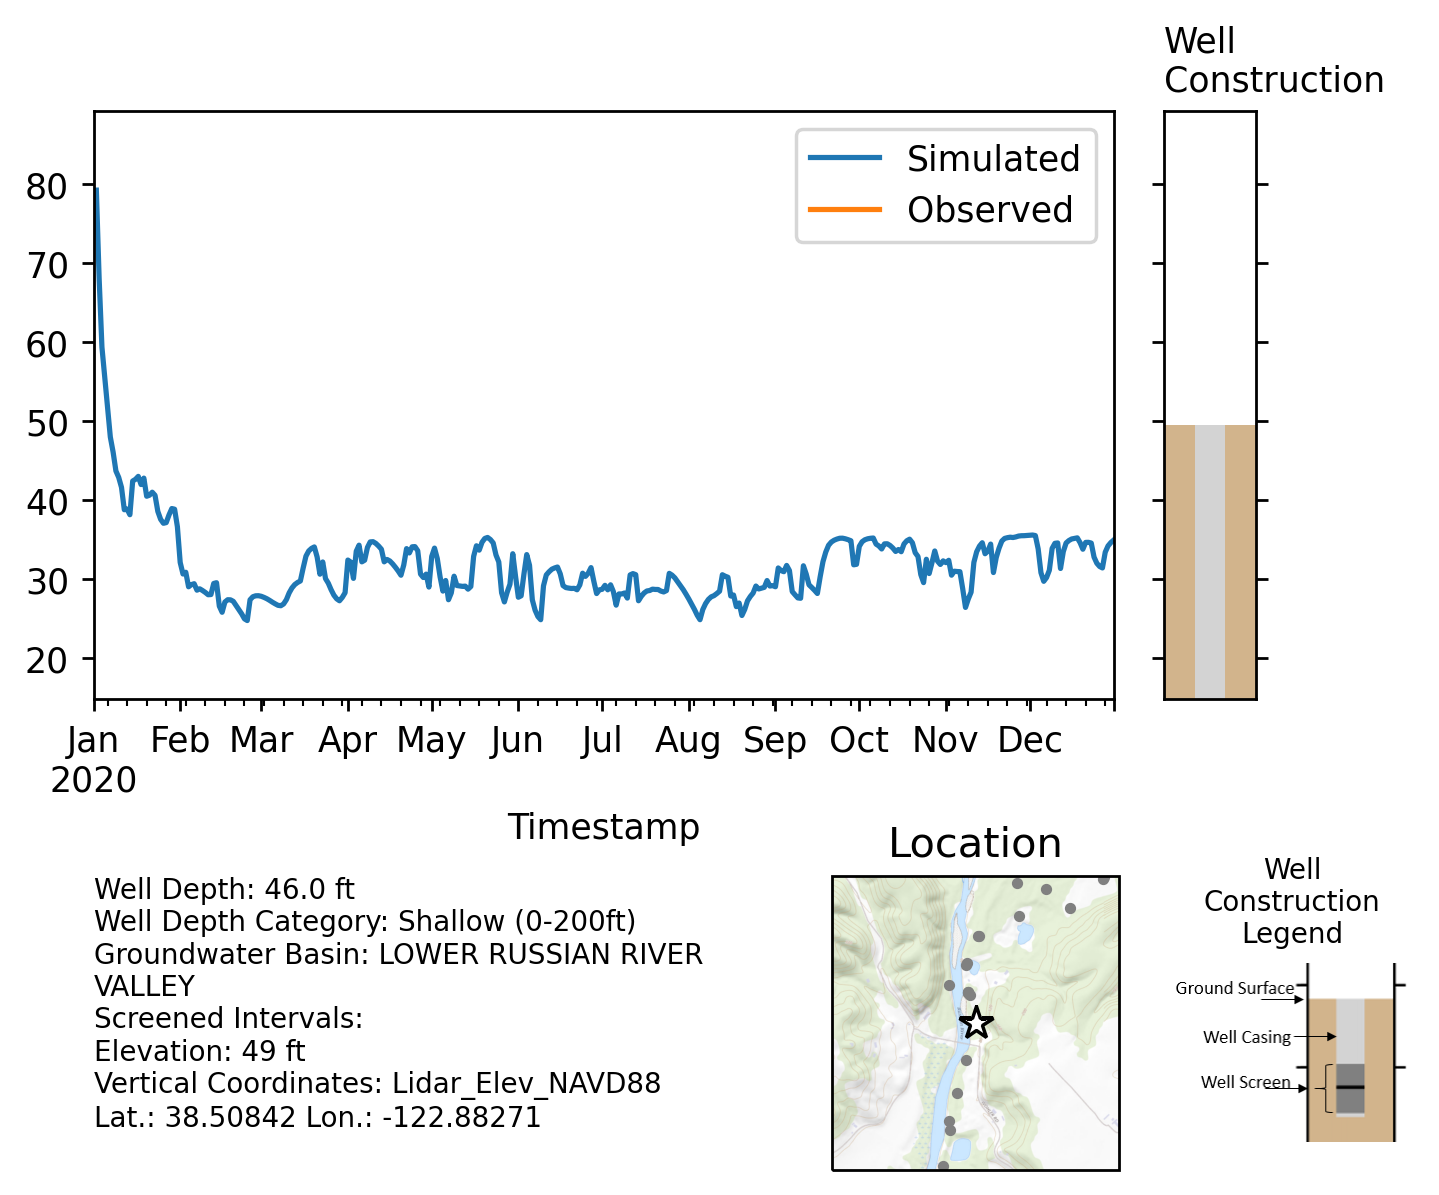 Well
Construction
Simulated
Observed
80
70
60
50
40
30
20
Jan Feb Mar Apr May Jun Jul Aug Sep Oct Nov Dec
2020
Timestamp
Well Depth: 46.0 ft
Well Depth Category: Shallow (0-200ft)
Groundwater Basin: LOWER RUSSIAN RIVER
VALLEY
Screened Intervals:
Elevation: 49 ft
Vertical Coordinates: Lidar_Elev_NAVD88
Lat.: 38.50842 Lon.: -122.88271
Location
Well
Construction
Legend
Ground Surface
Well Casing
Well Screen